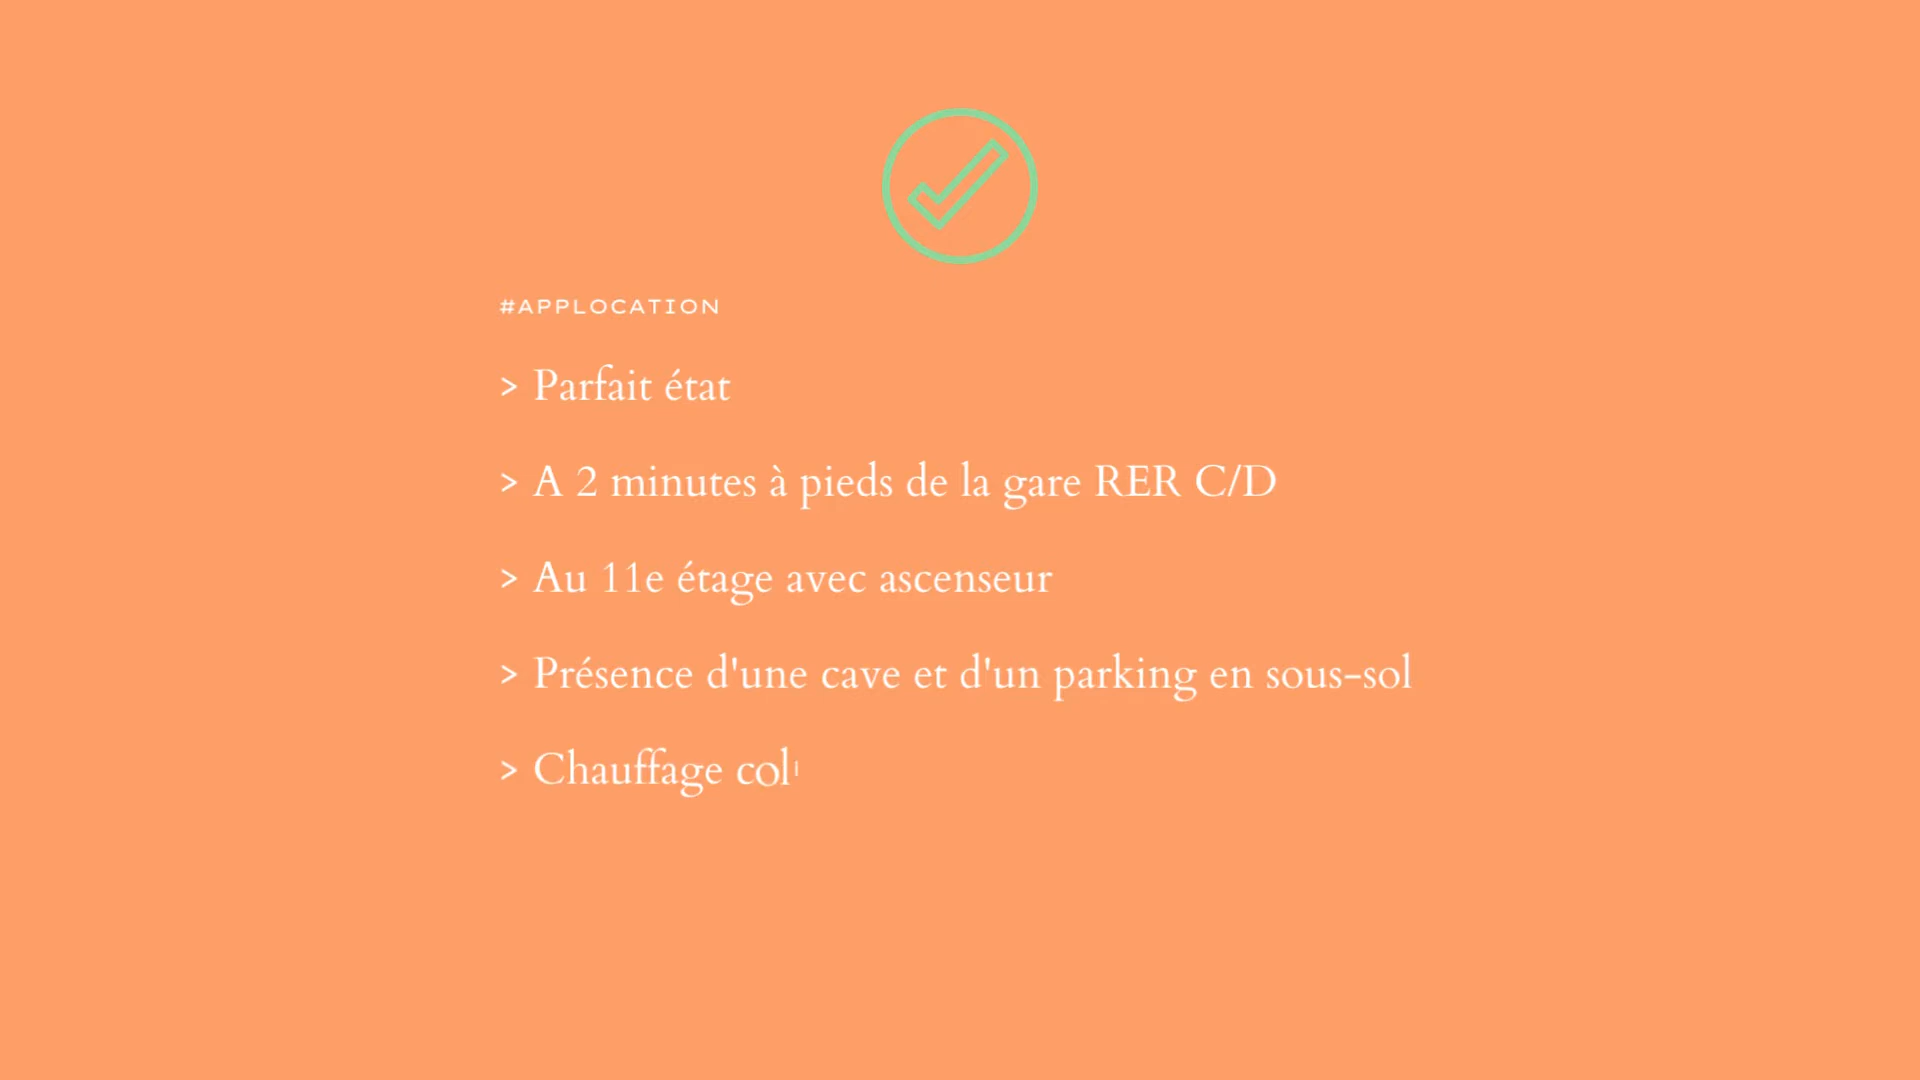 #APPLOCATION
> Parfait état
> A 2 minutes à pieds de la gare RER C/D
> Au 11e étage avec ascenseur
> Présence d'une cave et d'un parking en sous-sol
> Chauffage col